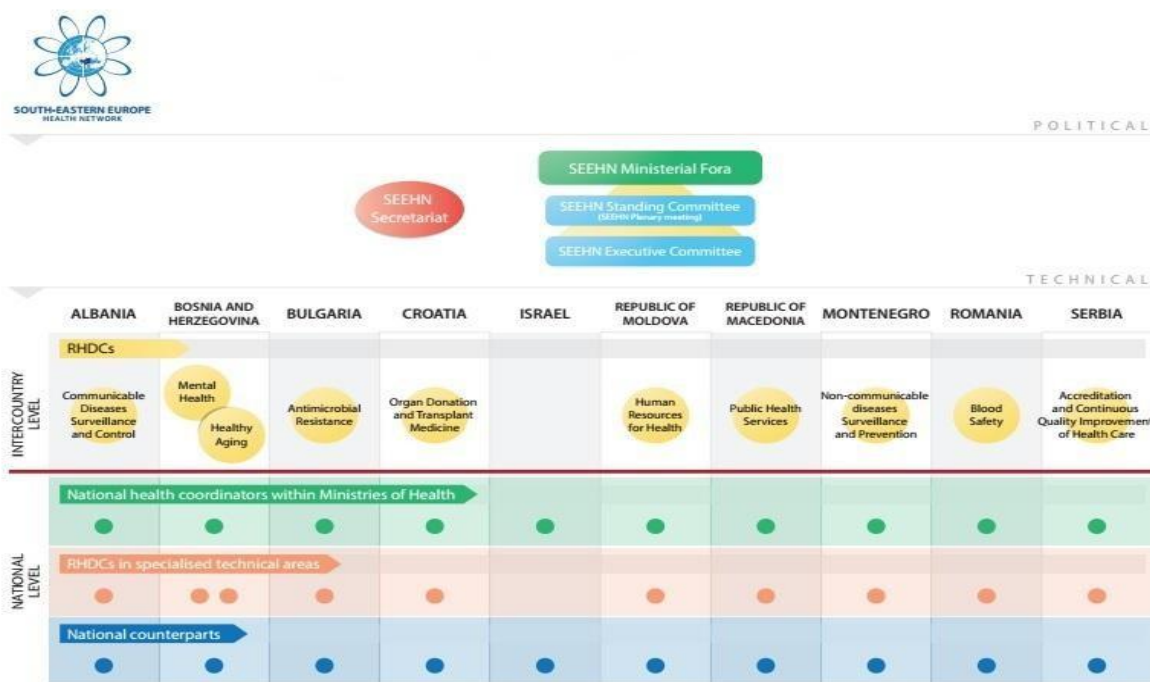 SOUTH-EASTERN EUROPE
HEALTH NETWORK
POLITICAL
SEEHN Ministerial Fora
SEEHN
Secretariat
SEEHN Standing Committee
(SEEHN Plenary meeting)
SEEHN Executive Committee
TECHNICAL
ALBANIA
BOSNIA AND
HERZEGOVINA
BULGARIA
CROATIA
ISRAEL
REPUBLIC OF
MOLDOVA
REPUBLIC OF
MACEDONIA
MONTENEGRO
ROMANIA
SERBIA
INTERCOUNTRY
LEVEL
RHDCs
Communicable
Diseases
Surveillance
and Control
Mental
Health
Healthy
Aging
Antimicrobial
Resistance
Organ Donation
and Transplant
Medicine
Human
Resources
for Health
Public Health
Services
Non-communicable
diseases
Surveillance
and Prevention
Blood
Safety
Accreditation
and Continuous
Quality Improvement
of Health Care
NATIONAL
LEVEL
National health coordinators within Ministries of Health
RHDCs in specialised technical areas
National counterparts